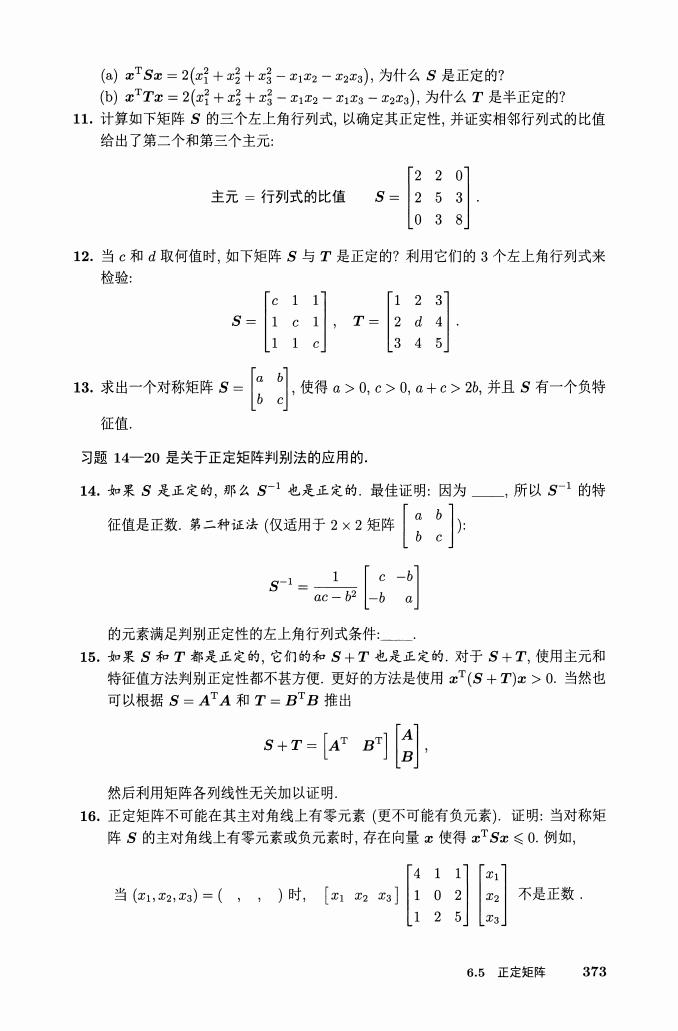 (a) $\boldsymbol{x}^{\mathrm{T}}\boldsymbol{S}\boldsymbol{x} = 2(x_1^2 + x_2^2 + x_3^2 - x_1x_2 - x_2x_3)$, 为什么 $\boldsymbol{S}$ 是正定的?
(b) $\boldsymbol{x}^{\mathrm{T}}\boldsymbol{T}\boldsymbol{x} = 2(x_1^2 + x_2^2 + x_3^2 - x_1x_2 - x_1x_3 - x_2x_3)$, 为什么 $\boldsymbol{T}$ 是半正定的?
11. 计算如下矩阵 $\boldsymbol{S}$ 的三个左上角行列式, 以确定其正定性, 并证实相邻行列式的比值
给出了第二个和第三个主元:
主元 = 行列式的比值 $\boldsymbol{S} = \begin{bmatrix} 2 & 2 & 0 \\ 2 & 5 & 3 \\ 0 & 3 & 8 \end{bmatrix}$.
12. 当 $c$ 和 $d$ 取何值时, 如下矩阵 $\boldsymbol{S}$ 与 $\boldsymbol{T}$ 是正定的? 利用它们的 3 个左上角行列式来
检验:
$\boldsymbol{S} = \begin{bmatrix} c & 1 & 1 \\ 1 & c & 1 \\ 1 & 1 & c \end{bmatrix}$, $\boldsymbol{T} = \begin{bmatrix} 1 & 2 & 3 \\ 2 & d & 4 \\ 3 & 4 & 5 \end{bmatrix}$.
13. 求出一个对称矩阵 $\boldsymbol{S} = \begin{bmatrix} a & b \\ b & c \end{bmatrix}$, 使得 $a > 0, c > 0, a + c > 2b$, 并且 $\boldsymbol{S}$ 有一个负特
征值.
习题 14—20 是关于正定矩阵判别法的应用的.
14. 如果 $\boldsymbol{S}$ 是正定的, 那么 $\boldsymbol{S}^{-1}$ 也是正定的. 最佳证明: 因为 ____, 所以 $\boldsymbol{S}^{-1}$ 的特
征值是正数. 第二种证法 (仅适用于 $2 \times 2$ 矩阵 $\begin{bmatrix} a & b \\ b & c \end{bmatrix}$):
$\boldsymbol{S}^{-1} = \frac{1}{ac - b^2} \begin{bmatrix} c & -b \\ -b & a \end{bmatrix}$
的元素满足判别正定性的左上角行列式条件:____.
15. 如果 $\boldsymbol{S}$ 和 $\boldsymbol{T}$ 都是正定的, 它们的和 $\boldsymbol{S} + \boldsymbol{T}$ 也是正定的. 对于 $\boldsymbol{S} + \boldsymbol{T}$, 使用主元和
特征值方法判别正定性都不甚方便. 更好的方法是使用 $\boldsymbol{x}^{\mathrm{T}}(\boldsymbol{S} + \boldsymbol{T})\boldsymbol{x} > 0$. 当然也
可以根据 $\boldsymbol{S} = \boldsymbol{A}^{\mathrm{T}}\boldsymbol{A}$ 和 $\boldsymbol{T} = \boldsymbol{B}^{\mathrm{T}}\boldsymbol{B}$ 推出
$\boldsymbol{S} + \boldsymbol{T} = \begin{bmatrix} \boldsymbol{A}^{\mathrm{T}} & \boldsymbol{B}^{\mathrm{T}} \end{bmatrix} \begin{bmatrix} \boldsymbol{A} \\ \boldsymbol{B} \end{bmatrix}$,
然后利用矩阵各列线性无关加以证明.
16. 正定矩阵不可能在其主对角线上有零元素 (更不可能有负元素). 证明: 当对称矩
阵 $\boldsymbol{S}$ 的主对角线上有零元素或负元素时, 存在向量 $\boldsymbol{x}$ 使得 $\boldsymbol{x}^{\mathrm{T}}\boldsymbol{S}\boldsymbol{x} \leqslant 0$. 例如,
当 $(x_1, x_2, x_3) = ( \ , \ , \ )$ 时, $\begin{bmatrix} x_1 & x_2 & x_3 \end{bmatrix} \begin{bmatrix} 4 & 1 & 1 \\ 1 & 0 & 2 \\ 1 & 2 & 5 \end{bmatrix} \begin{bmatrix} x_1 \\ x_2 \\ x_3 \end{bmatrix}$ 不是正数.
6.5 正定矩阵 373